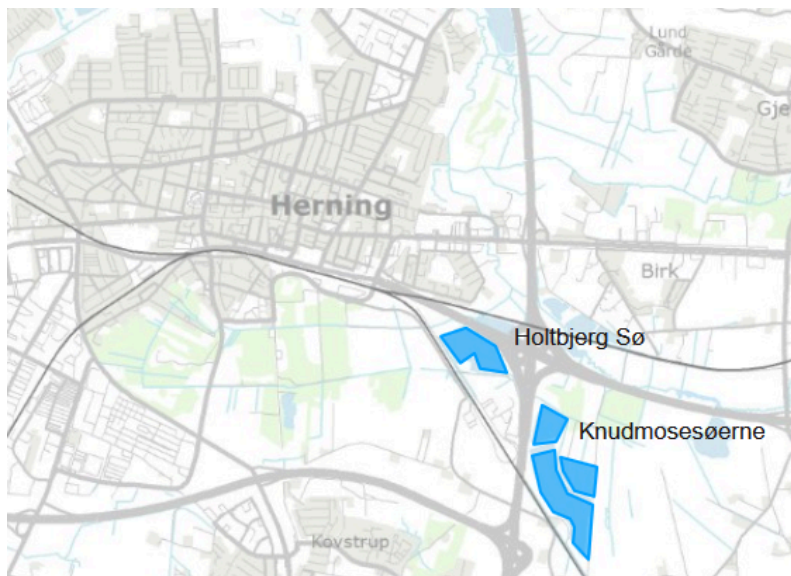 Lund
Gårde
Gje
Herning
Birk
Holtbjerg Sø
Knudmosesøerne
Kovstrup